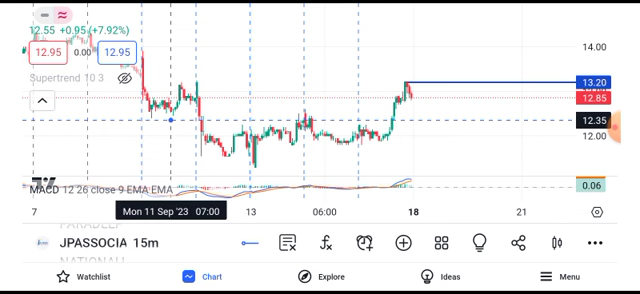 12.55 +0.95 (+7.92%)
12.95 0.00 12.95
Supertrend 10 3
14.00
13.20
12.85
12.35
12.00
MACD 12 26 close 9 EMA EMA
0.06
7 Mon 11 Sep '23 07:00 13 06:00 18 21
JPASSOCIA 15m
Watchlist Chart Explore Ideas Menu